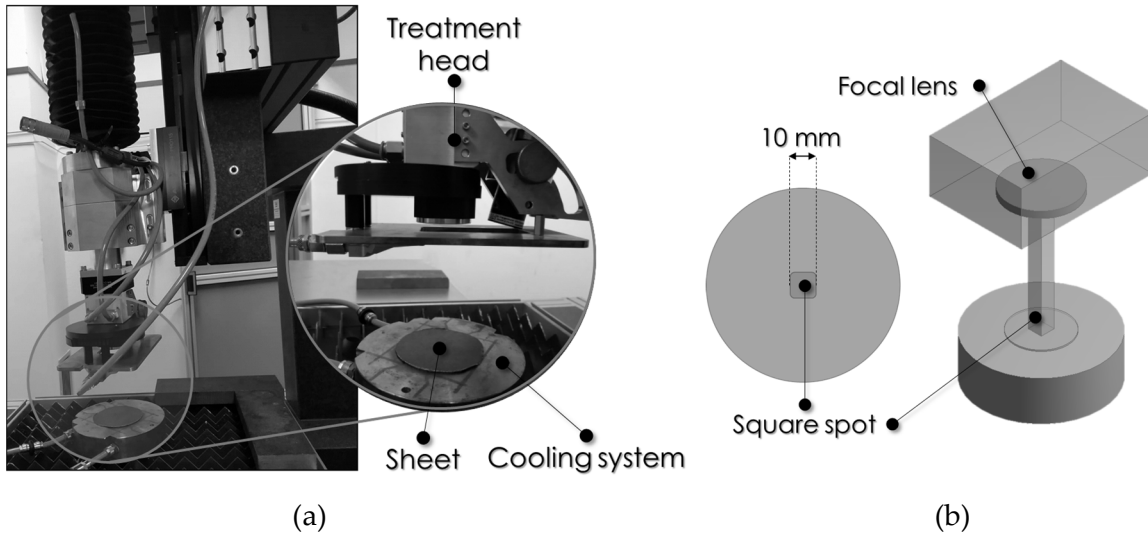 Treatment
head
Sheet
Cooling system
(a)
Focal lens
10 mm
Square spot
(b)